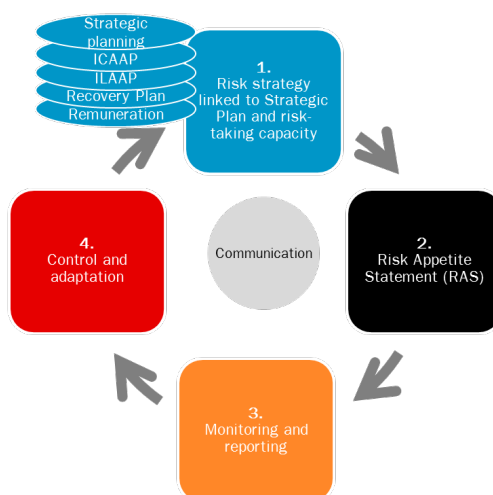 Strategic
planning
ICAAP
ILAAP
Recovery Plan
Remuneration
1.
Risk strategy
linked to Strategic
Plan and risk-
taking capacity
2.
Risk Appetite
Statement (RAS)
Communication
4.
Control and
adaptation
3.
Monitoring and
reporting